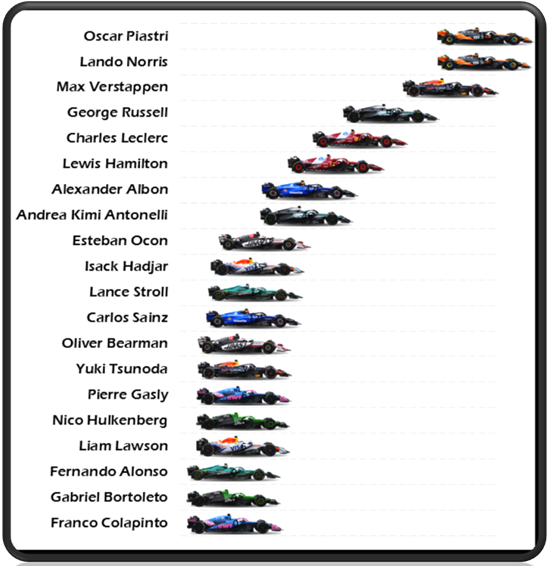 Oscar Piastri
Lando Norris
Max Verstappen
George Russell
Charles Leclerc
Lewis Hamilton
Alexander Albon
Andrea Kimi Antonelli
Esteban Ocon
Isack Hadjar
Lance Stroll
Carlos Sainz
Oliver Bearman
Yuki Tsunoda
Pierre Gasly
Nico Hulkenberg
Liam Lawson
Fernando Alonso
Gabriel Bortoleto
Franco Colapinto